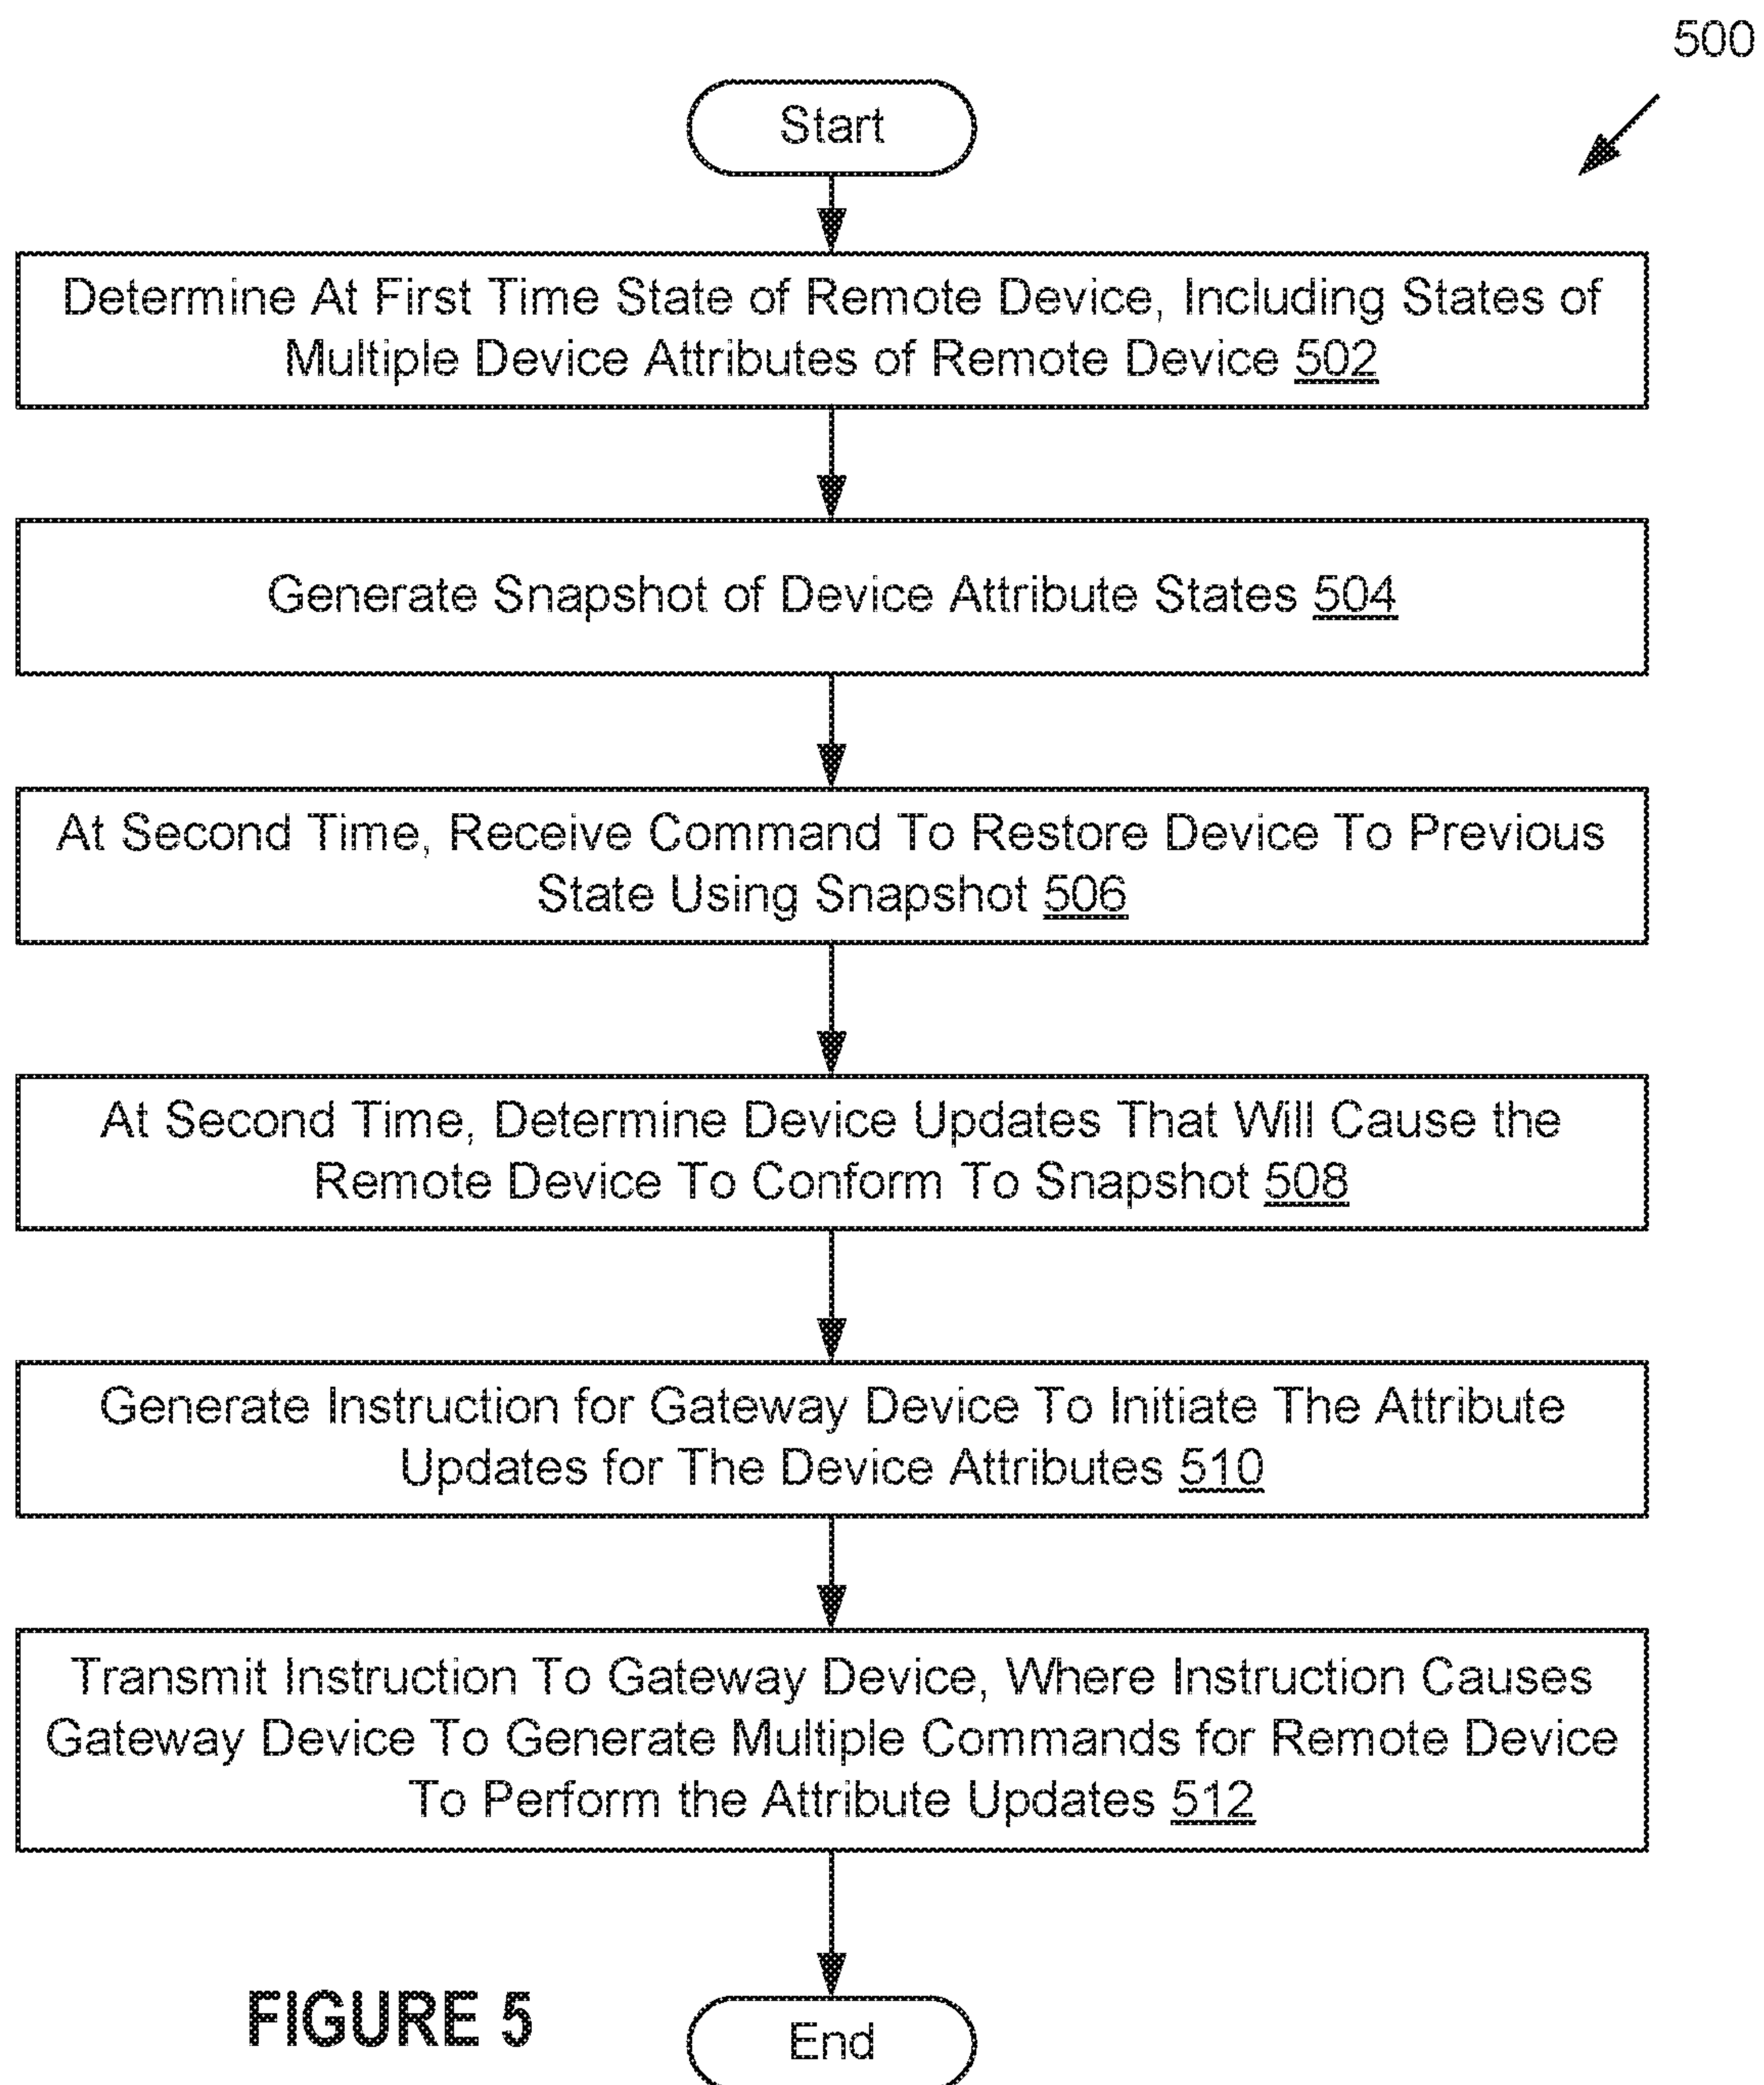 500
Start
Determine At First Time State of Remote Device, Including States of
Multiple Device Attributes of Remote Device 502
Generate Snapshot of Device Attribute States 504
At Second Time, Receive Command To Restore Device To Previous
State Using Snapshot 506
At Second Time, Determine Device Updates That Will Cause the
Remote Device To Conform To Snapshot 508
Generate Instruction for Gateway Device To Initiate The Attribute
Updates for The Device Attributes 510
Transmit Instruction To Gateway Device, Where Instruction Causes
Gateway Device To Generate Multiple Commands for Remote Device
To Perform the Attribute Updates 512
End
FIGURE 5